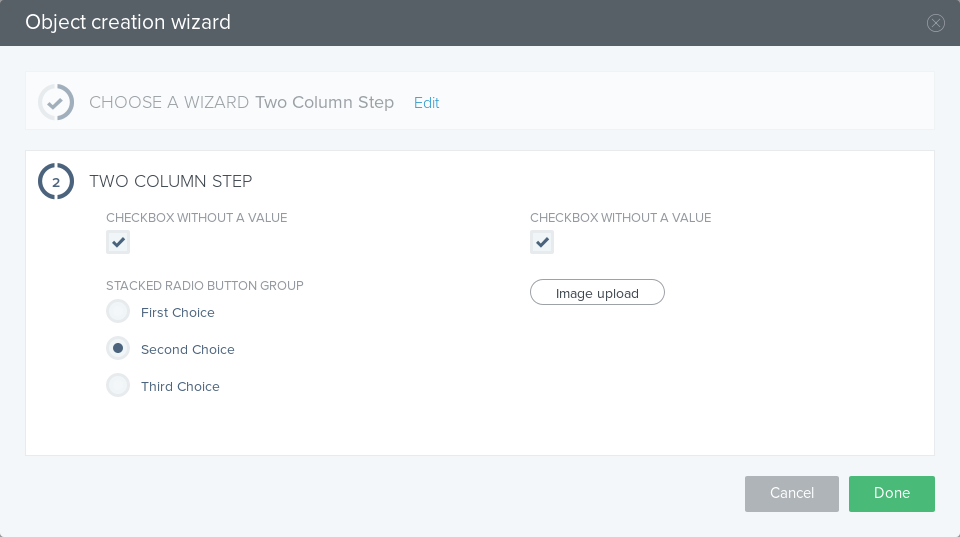 Object creation wizard
CHOOSE A WIZARD Two Column Step Edit
2 TWO COLUMN STEP
CHECKBOX WITHOUT A VALUE
CHECKBOX WITHOUT A VALUE
STACKED RADIO BUTTON GROUP
First Choice
Second Choice
Third Choice
Image upload
Cancel Done